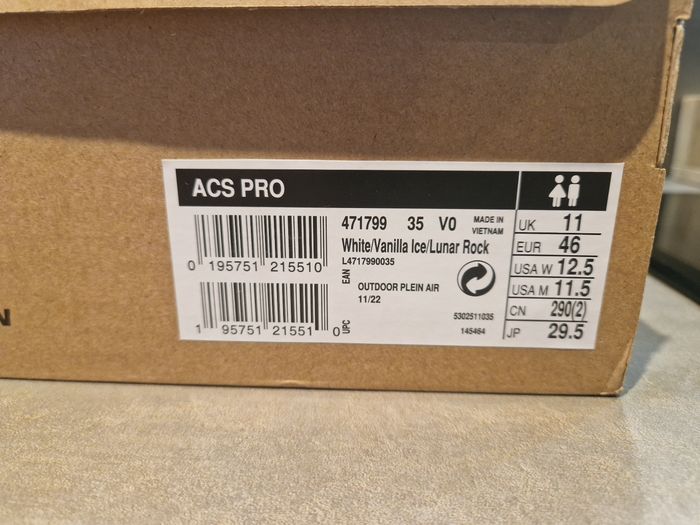 ACS PRO
471799 35 V0 MADE IN VIETNAM
White/Vanilla Ice/Lunar Rock
L4717990035
EAN
0 195751 215510
OUTDOOR PLEIN AIR
11/22
5302511035
145464
1 95751 21551 0
UPC
UK 11
EUR 46
USA W 12.5
USA M 11.5
CN 290(2)
JP 29.5
N